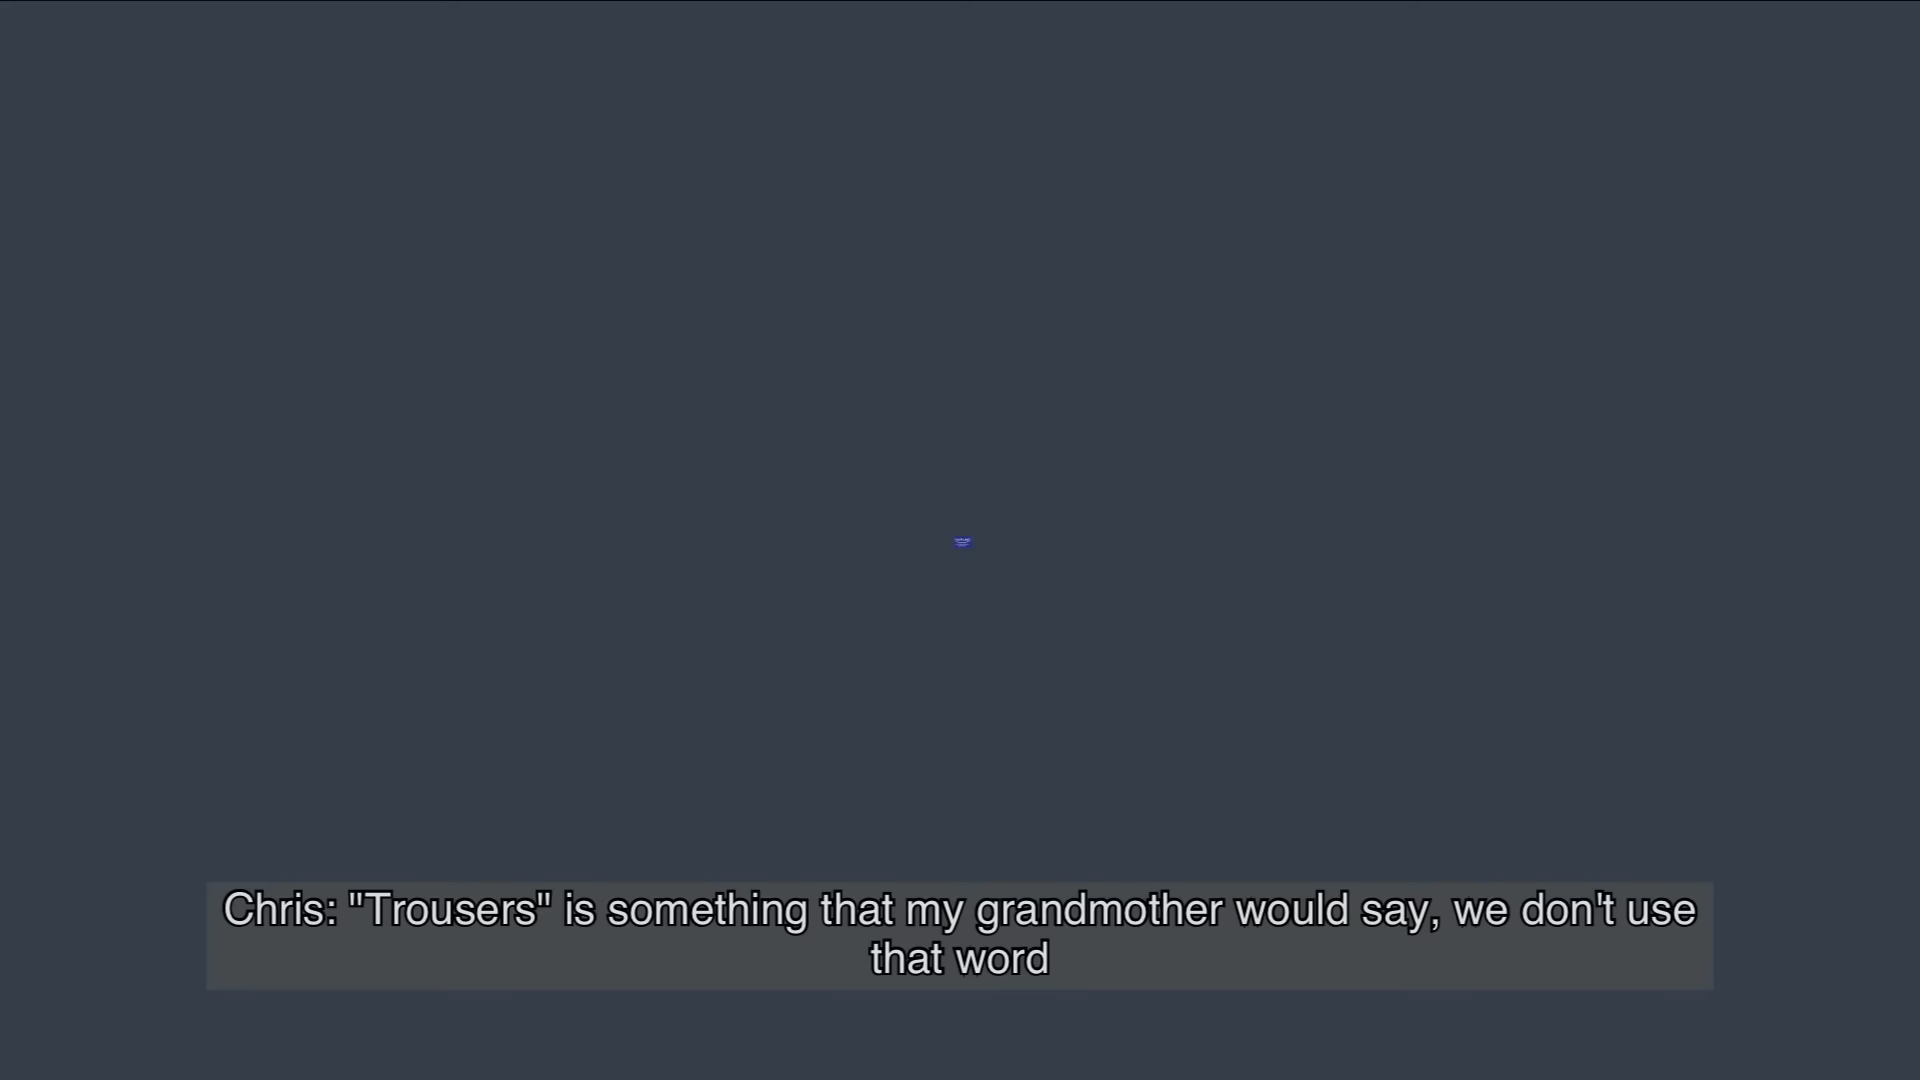 Chris: "Trousers" is something that my grandmother would say, we don't use
that word